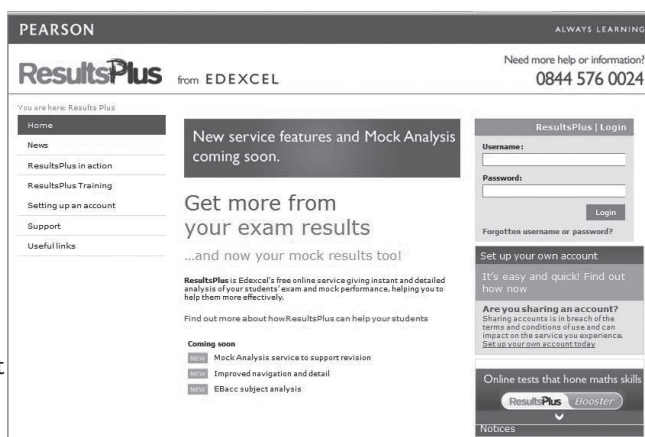 PEARSON
ALWAYS LEARNING
ResultsPlus from EDEXCEL
Need more help or information?
0844 576 0024
You are here: Results Plus
Home
News
ResultsPlus in action
ResultsPlus Training
Setting up an account
Support
Useful links
New service features and Mock Analysis
coming soon.
Get more from
your exam results
...and now your mock results too!
ResultsPlus is Edexcel's free online service giving instant and detailed
analysis of your students' exam and mock performance, helping you to
help them more effectively.
Find out more about how ResultsPlus can help your students
Coming soon
NEW Mock Analysis service to support revision
NEW Improved navigation and detail
NEW EBacc subject analysis
ResultsPlus | Login
Username:
Password:
Login
Forgotten username or password?
Set up your own account
It's easy and quick! Find out
how now
Are you sharing an account?
Sharing accounts is in breach of the
terms and conditions of use and can
impact on the service you experience.
Set up your own account today
Online tests that hone maths skills
ResultsPlus Booster
Notices
t